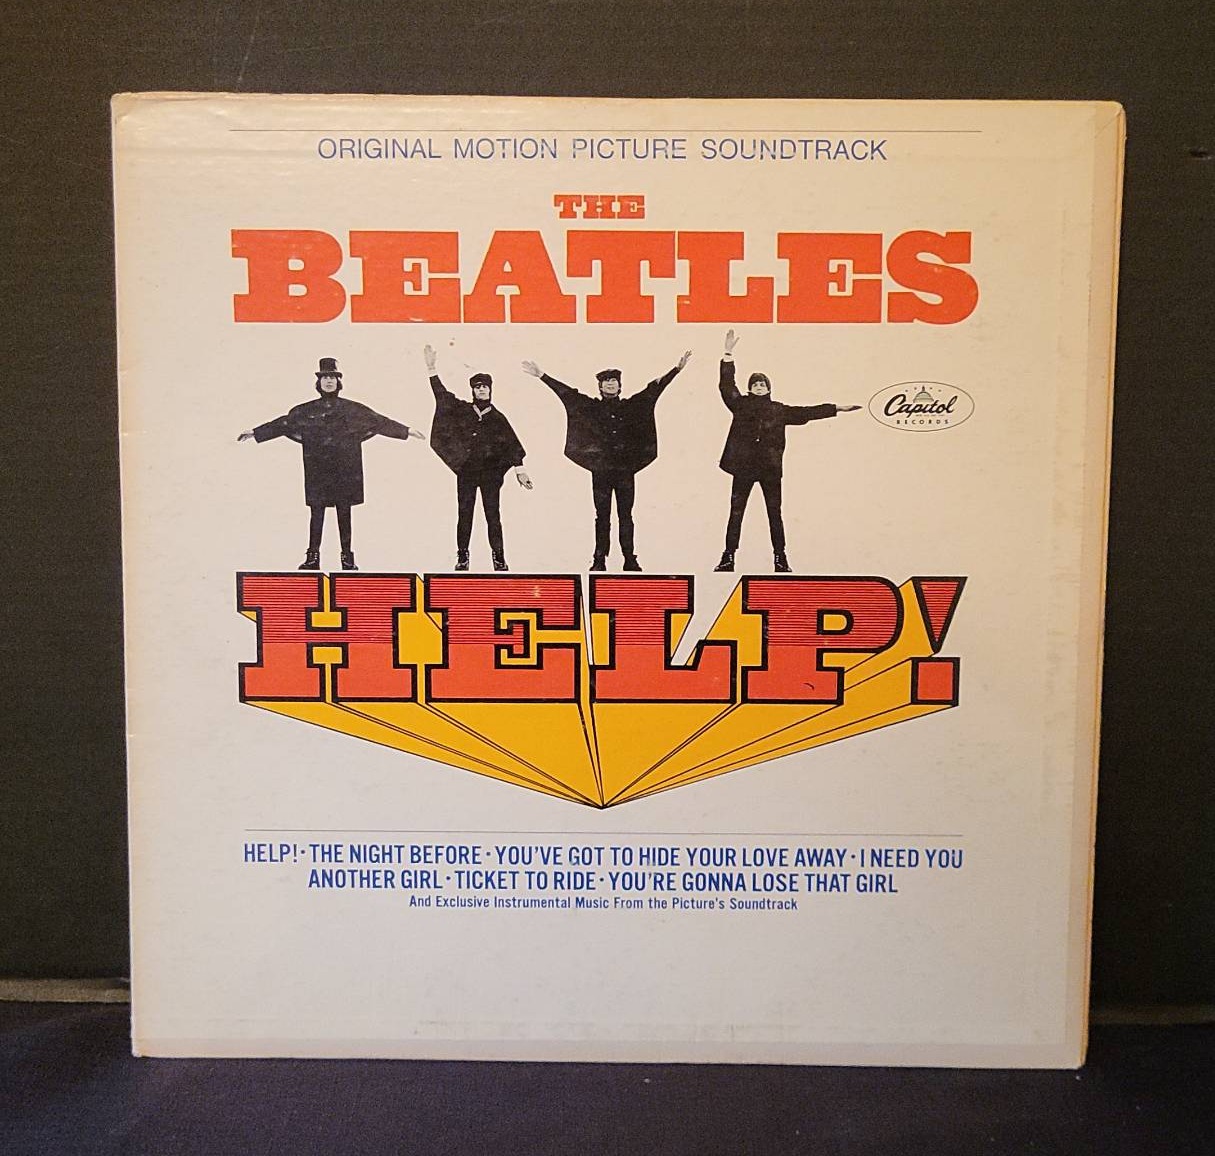 ORIGINAL MOTION PICTURE SOUNDTRACK
THE
BEATLES
Capitol
RECORDS
HELP!
HELP! · THE NIGHT BEFORE · YOU'VE GOT TO HIDE YOUR LOVE AWAY · I NEED YOU
ANOTHER GIRL · TICKET TO RIDE · YOU'RE GONNA LOSE THAT GIRL
And Exclusive Instrumental Music From the Picture's Soundtrack